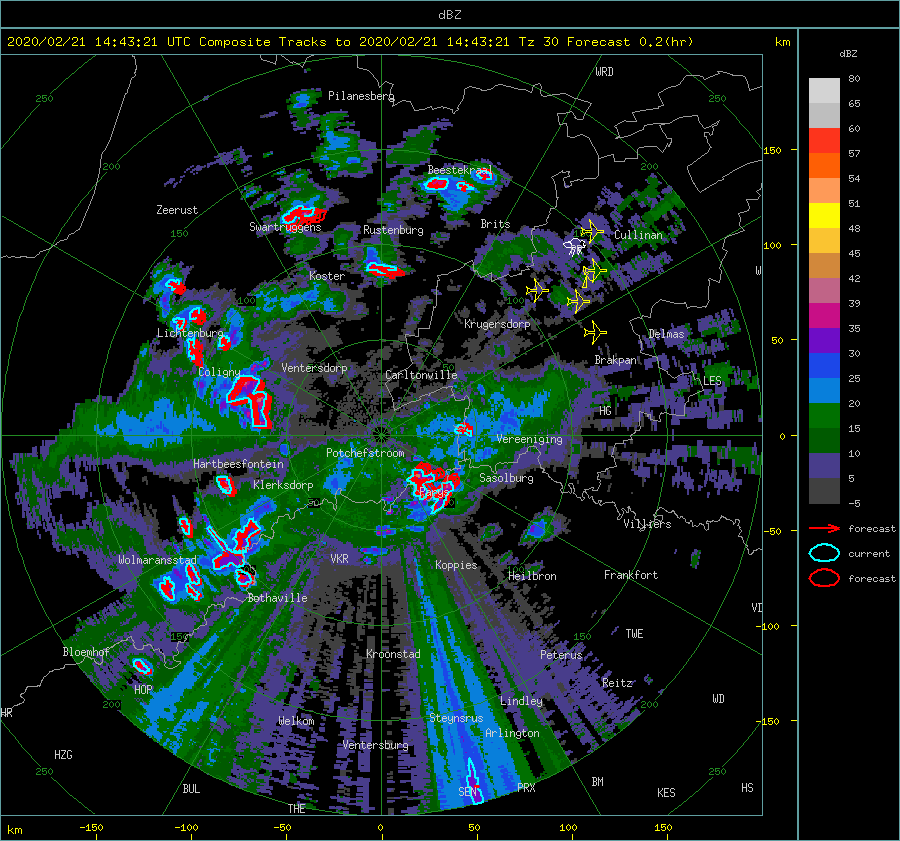 dBZ
2020/02/21 14:43:21 UTC Composite Tracks to 2020/02/21 14:43:21 Tz 30 Forecast 0.2(hr)
km
dBZ
WRD
80
250
Pilanesberg
250
65
60
150
57
200
Beestekraal
200
54
Zeerust
51
Swartruggens
Rustenburg
Brits
150
Cullinan
48
100
45
Koster
42
100
100
39
Lichtenburg
Krugersdorp
Delmas
35
50
Brakpan
30
Coligny
Ventersdorp
Carltonville
LES
25
HG
20
0
Vereeniging
15
Potchefstroom
Hartbeesfontein
10
Klerksdorp
Sasolburg
5
Parys
50
-5
Villiers
forecast
-50
Wolmaransstad
VKR
current
Koppies
Heilbron
Frankfort
forecast
Bothaville
VD
-100
150
150
TWE
Bloemhof
Kroonstad
Peterus
HOP
Reitz
WD
200
Lindley
200
HR
Welkom
Steynsrus
-150
Arlington
Ventersburg
HZG
250
250
BUL
SEN
PRX
BM
KES
HS
THE
km
-150
-100
-50
0
50
100
150